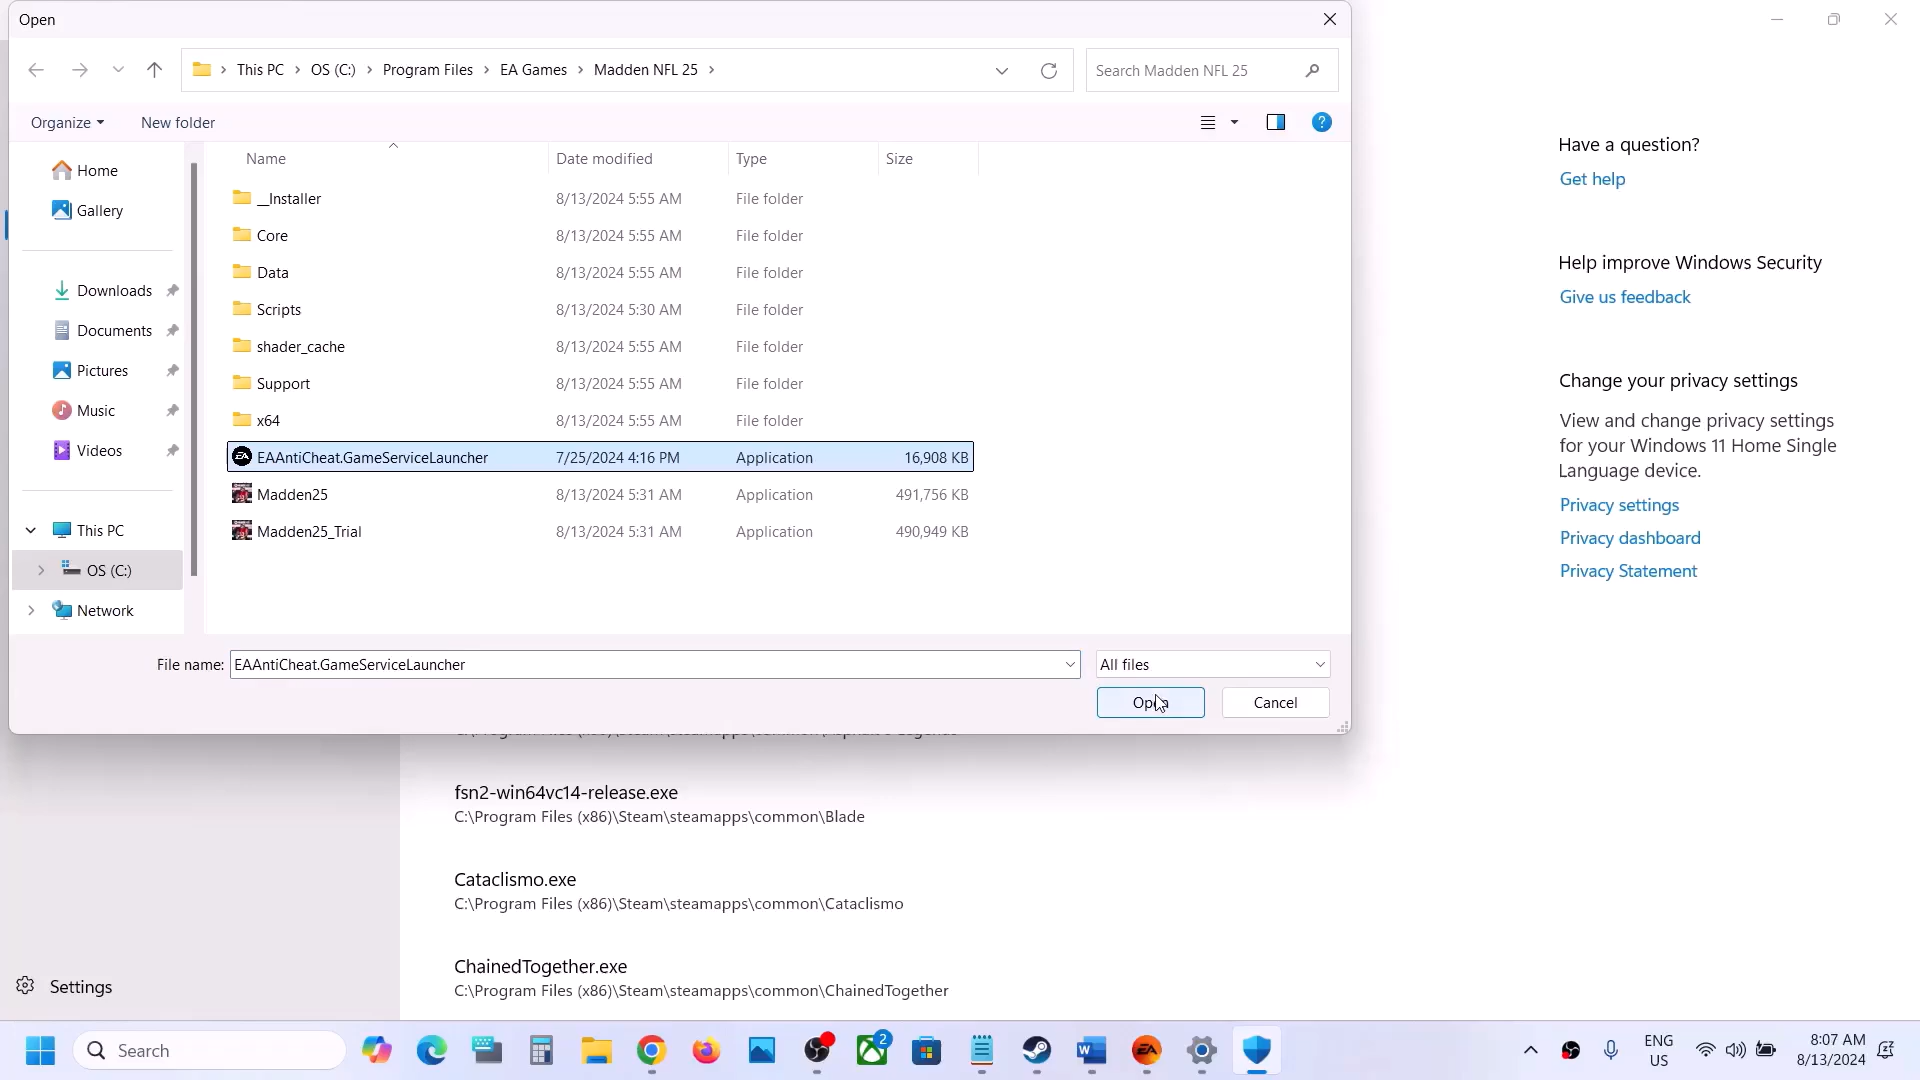 Open
This PC > OS (C:) > Program Files > EA Games > Madden NFL 25 >
Search Madden NFL 25
Organize
New folder
Name
Date modified
Type
Size
Home
Gallery
Downloads
Documents
Pictures
Music
Videos
This PC
OS (C:)
Network
__Installer 8/13/2024 5:55 AM File folder
Core 8/13/2024 5:55 AM File folder
Data 8/13/2024 5:55 AM File folder
Scripts 8/13/2024 5:30 AM File folder
shader_cache 8/13/2024 5:55 AM File folder
Support 8/13/2024 5:55 AM File folder
x64 8/13/2024 5:55 AM File folder
EAAntiCheat.GameServiceLauncher 7/25/2024 4:16 PM Application 16,908 KB
Madden25 8/13/2024 5:31 AM Application 491,756 KB
Madden25_Trial 8/13/2024 5:31 AM Application 490,949 KB
File name: EAAntiCheat.GameServiceLauncher
All files
Open
Cancel
Have a question?
Get help
Help improve Windows Security
Give us feedback
Change your privacy settings
View and change privacy settings
for your Windows 11 Home Single
Language device.
Privacy settings
Privacy dashboard
Privacy Statement
fsn2-win64vc14-release.exe
C:\Program Files (x86)\Steam\steamapps\common\Blade
Cataclismo.exe
C:\Program Files (x86)\Steam\steamapps\common\Cataclismo
ChainedTogether.exe
C:\Program Files (x86)\Steam\steamapps\common\ChainedTogether
Settings
Search
2
ENG
US
8:07 AM
8/13/2024